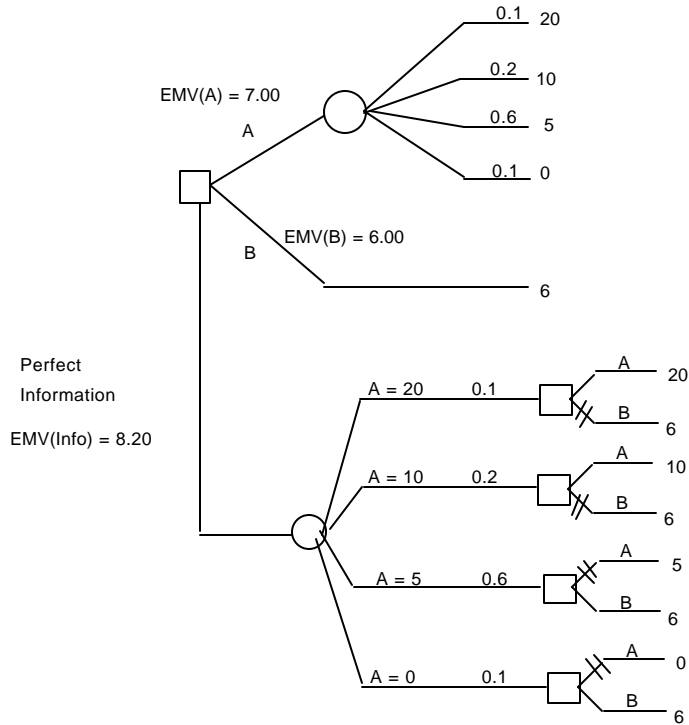 0.1 20
0.2 10
EMV(A) = 7.00
0.6 5
A
0.1 0
EMV(B) = 6.00
B
6
Perfect
Information
EMV(Info) = 8.20
A = 20 0.1
A 20
B 6
A = 10 0.2
A 10
B 6
A = 5 0.6
A 5
B 6
A = 0 0.1
A 0
B 6